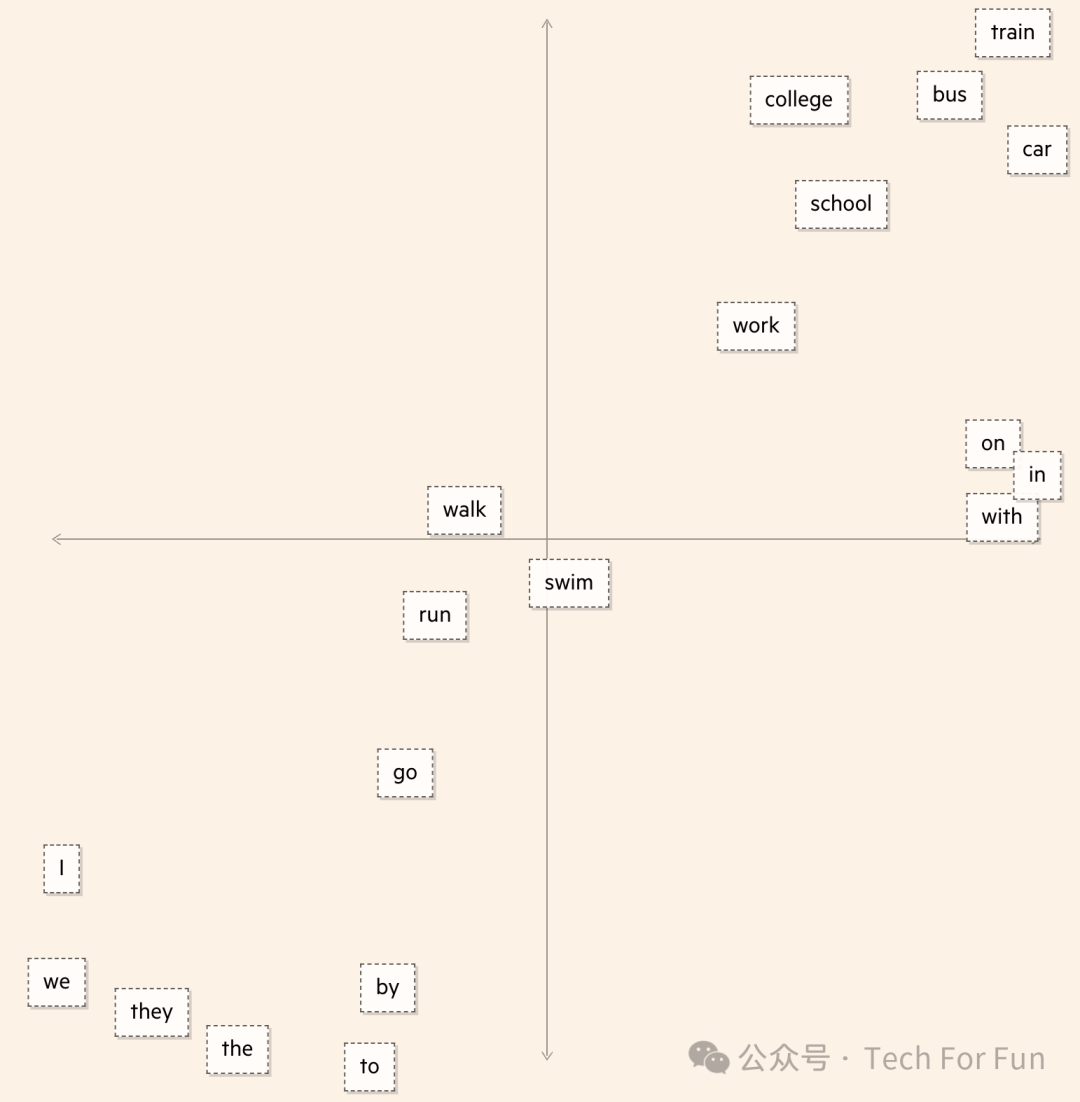 train
bus
college
car
school
work
on
in
walk
with
swim
run
go
I
we
by
they
the
to
公众号 · Tech For Fun